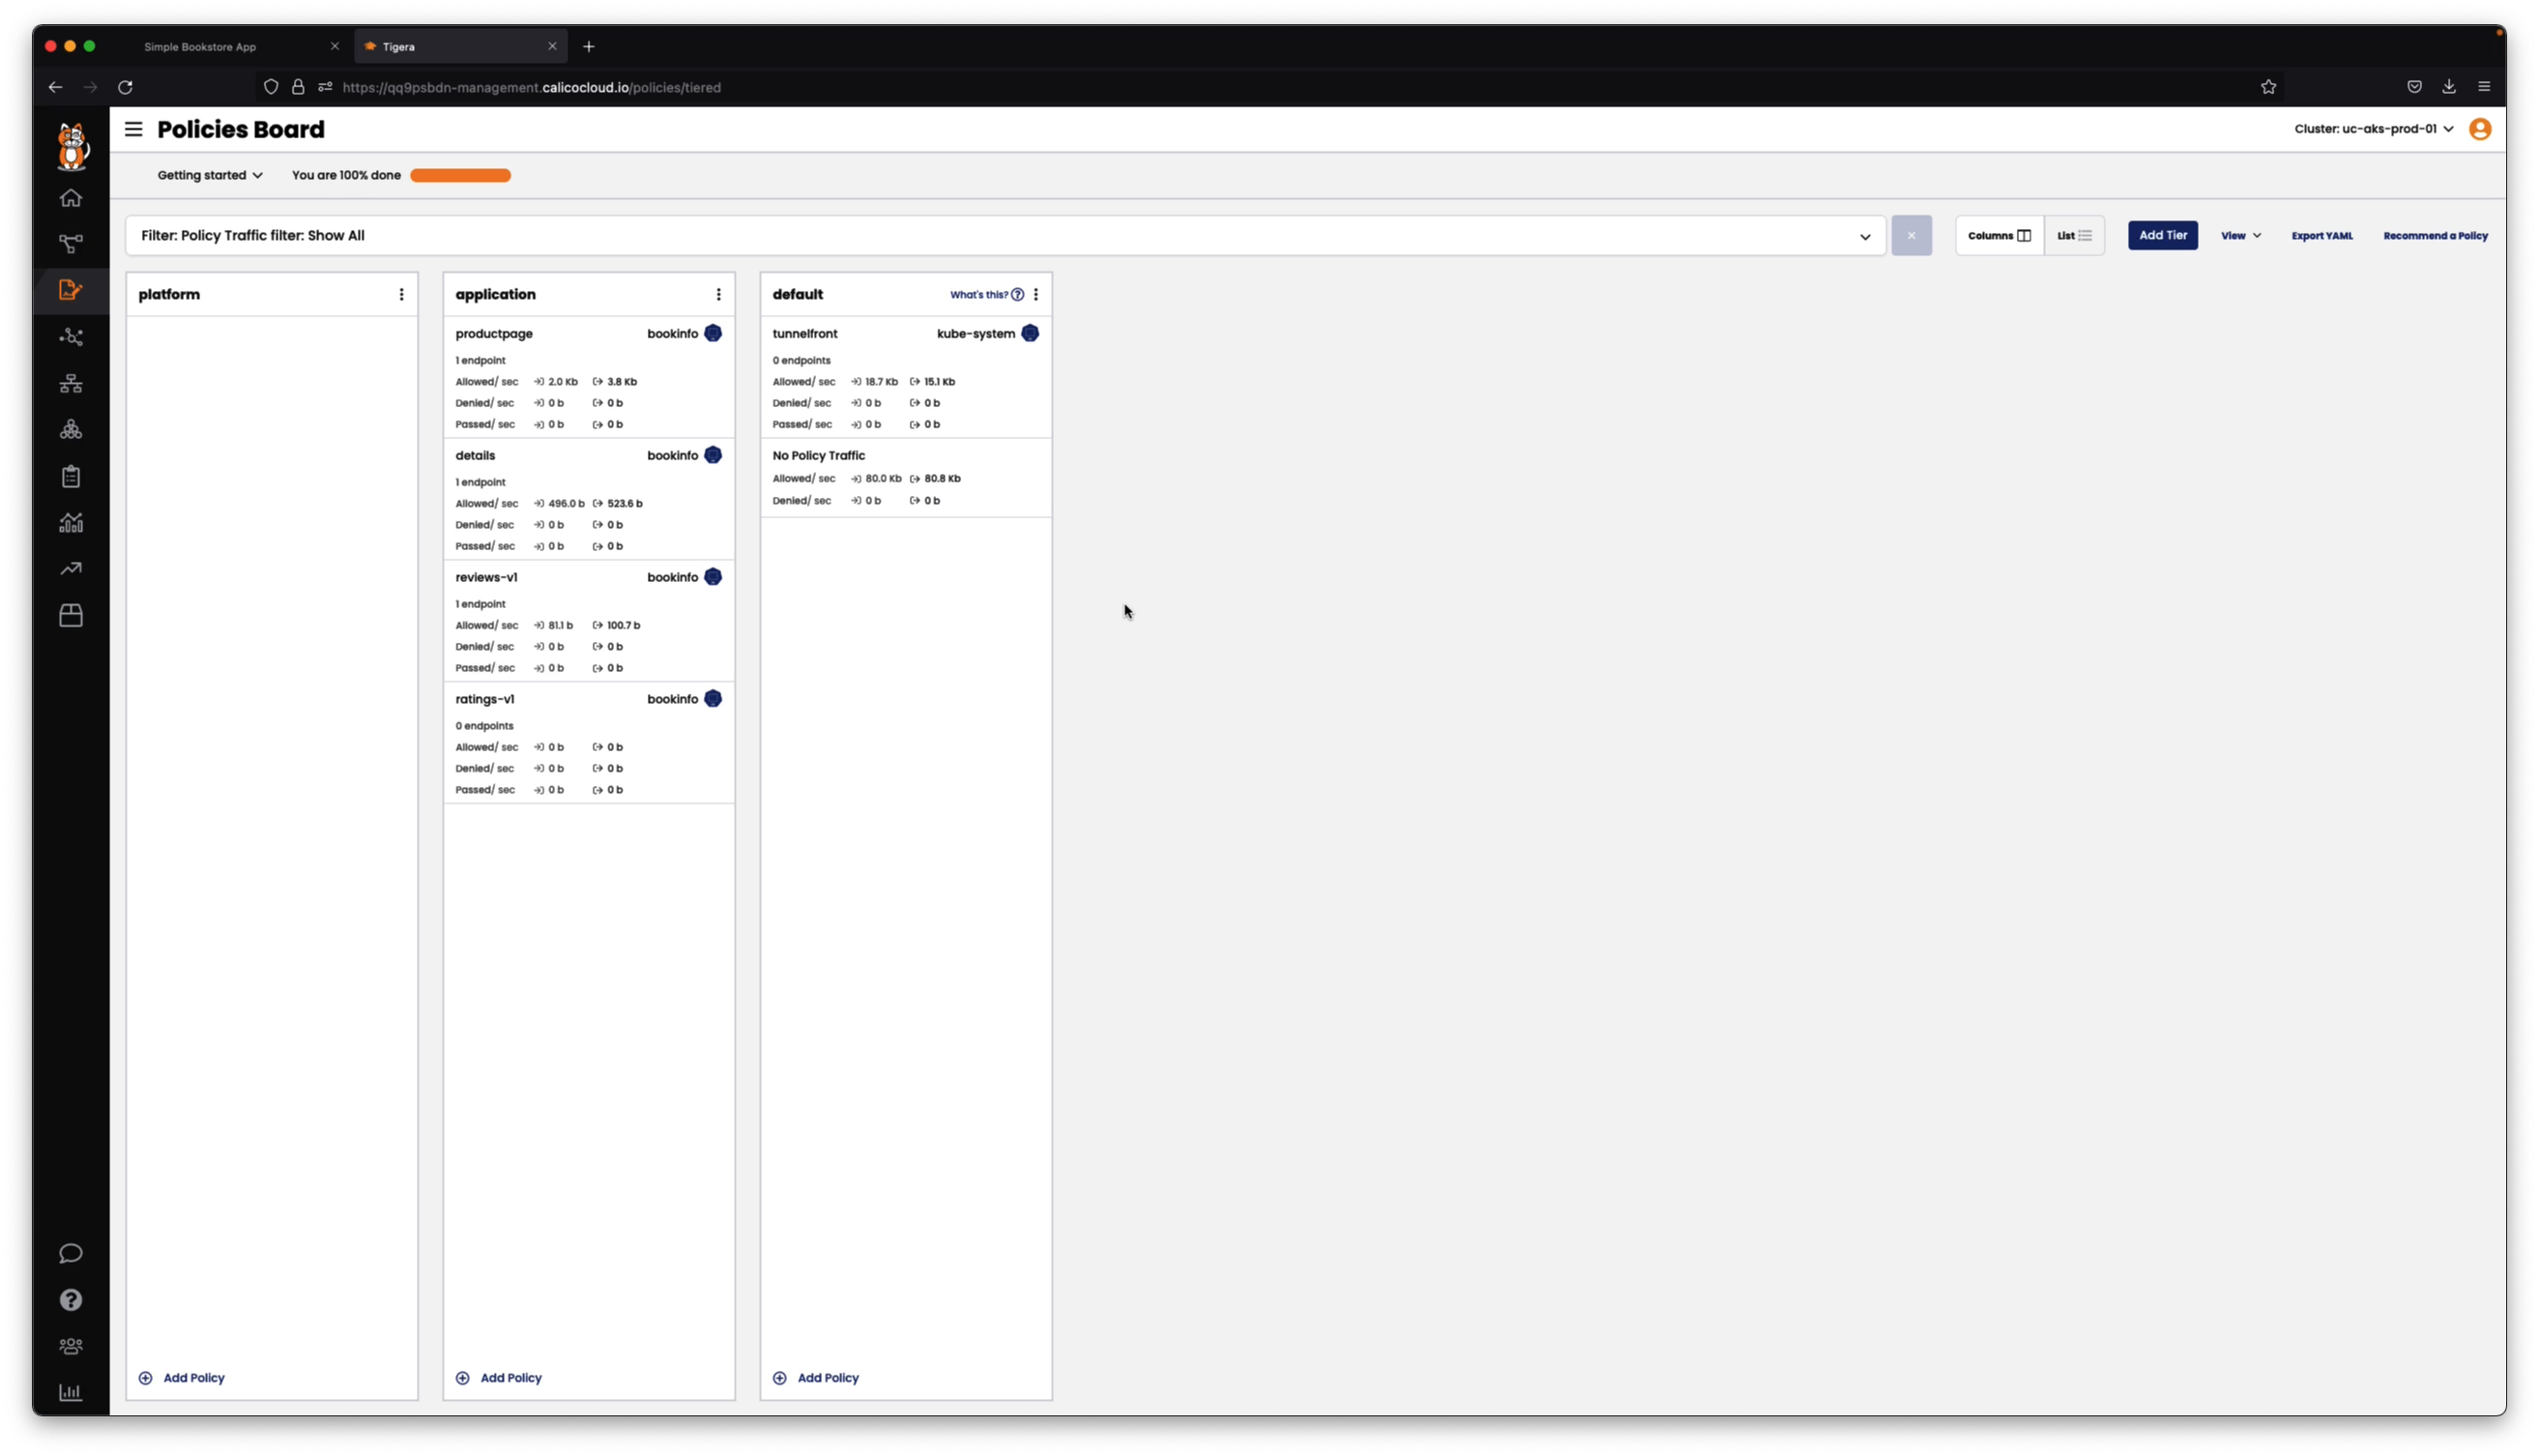 Simple Bookstore App
Tigera
https://qq9psbdn-management.calicocloud.io/policies/tiered
Policies Board
Cluster: uc-aks-prod-01
Getting started
You are 100% done
Filter: Policy Traffic filter: Show All
Columns
List
Add Tier
View
Export YAML
Recommend a Policy
platform
Add Policy
application
productpage bookinfo
1 endpoint
Allowed/ sec 2.0 Kb 3.8 Kb
Denied/ sec 0 b 0 b
Passed/ sec 0 b 0 b
details bookinfo
1 endpoint
Allowed/ sec 496.0 b 523.6 b
Denied/ sec 0 b 0 b
Passed/ sec 0 b 0 b
reviews-v1 bookinfo
1 endpoint
Allowed/ sec 81.1 b 100.7 b
Denied/ sec 0 b 0 b
Passed/ sec 0 b 0 b
ratings-v1 bookinfo
0 endpoints
Allowed/ sec 0 b 0 b
Denied/ sec 0 b 0 b
Passed/ sec 0 b 0 b
Add Policy
default What's this?
tunnelfront kube-system
0 endpoints
Allowed/ sec 18.7 Kb 15.1 Kb
Denied/ sec 0 b 0 b
Passed/ sec 0 b 0 b
No Policy Traffic
Allowed/ sec 80.0 Kb 80.8 Kb
Denied/ sec 0 b 0 b
Add Policy